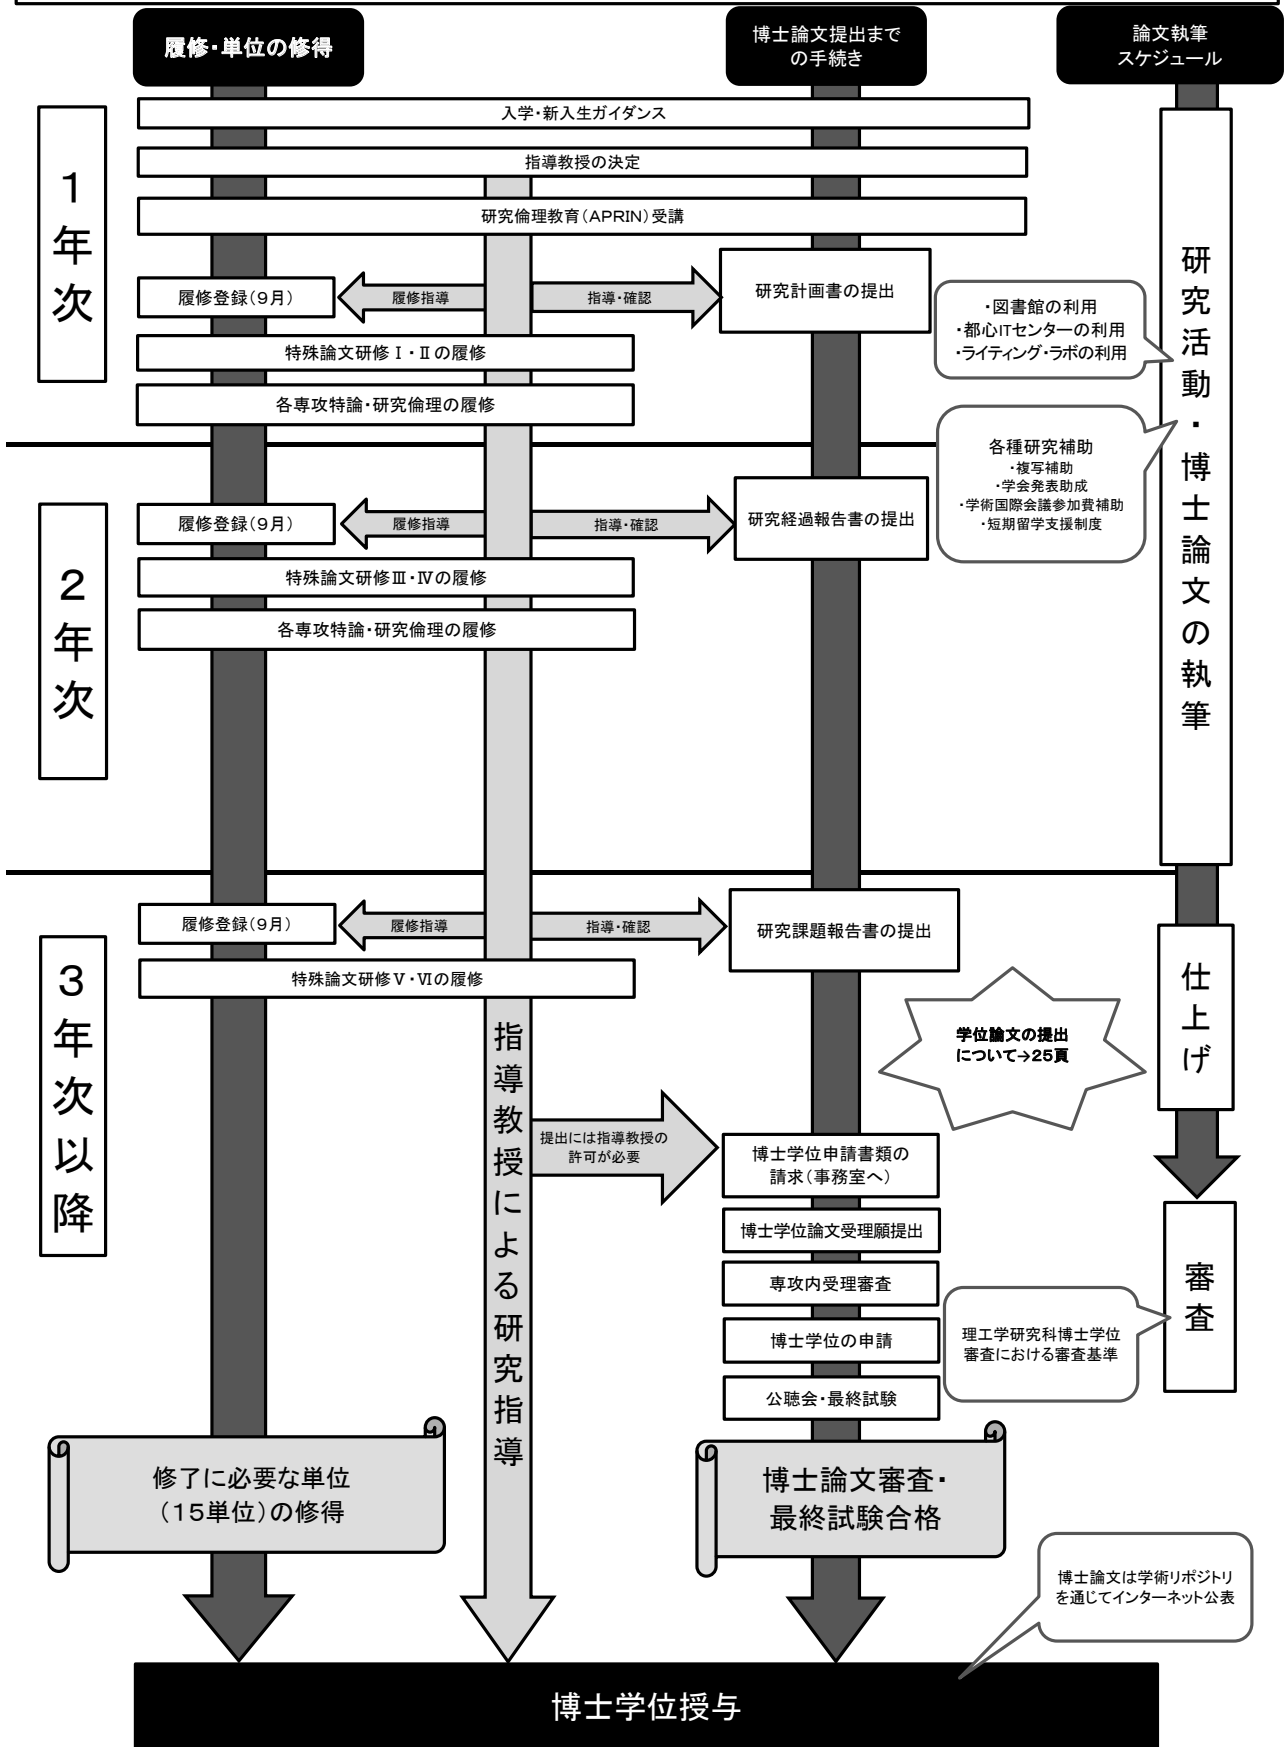 履修・単位の修得
博士論文提出まで
の手続き
論文執筆
スケジュール
1年次
入学・新入生ガイダンス
指導教授の決定
研究倫理教育（APRIN）受講
履修登録（9月）
履修指導
指導・確認
研究計画書の提出
特殊論文研修Ⅰ・Ⅱの履修
各専攻特論・研究倫理の履修
研究活動・博士論文の執筆
・図書館の利用
・都心ITセンターの利用
・ライティング・ラボの利用
各種研究補助
・複写補助
・学会発表助成
・学術国際会議参加費補助
・短期留学支援制度
2年次
履修登録（9月）
履修指導
指導・確認
研究経過報告書の提出
特殊論文研修Ⅲ・Ⅳの履修
各専攻特論・研究倫理の履修
3年次以降
履修登録（9月）
履修指導
指導・確認
研究課題報告書の提出
特殊論文研修Ⅴ・Ⅵの履修
仕上げ
学位論文の提出
について→25頁
指導教授による研究指導
提出には指導教授の
許可が必要
博士学位申請書類の
請求（事務室へ）
博士学位論文受理願提出
専攻内受理審査
博士学位の申請
公聴会・最終試験
審査
理工学研究科博士学位
審査における審査基準
修了に必要な単位
（15単位）の修得
博士論文審査・
最終試験合格
博士論文は学術リポジトリ
を通じてインターネット公表
博士学位授与